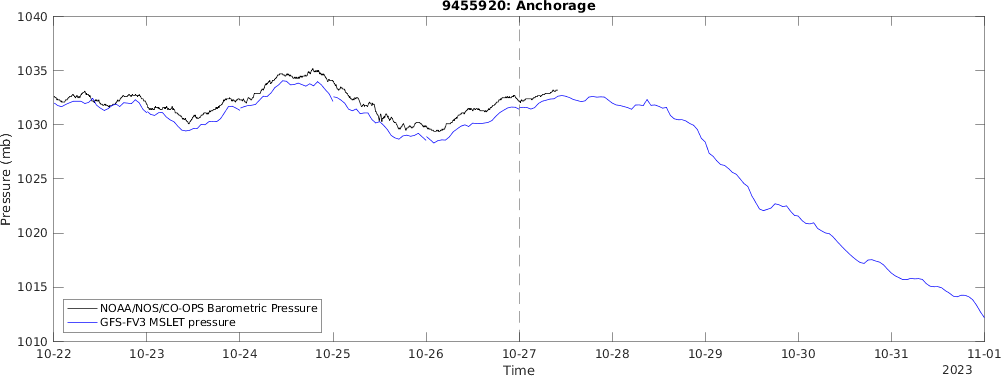 9455920: Anchorage
1040
1035
1030
1025
1020
1015
1010
Pressure (mb)
NOAA/NOS/CO-OPS Barometric Pressure
GFS-FV3 MSLET pressure
10-22 10-23 10-24 10-25 10-26 10-27 10-28 10-29 10-30 10-31 11-01
Time
2023